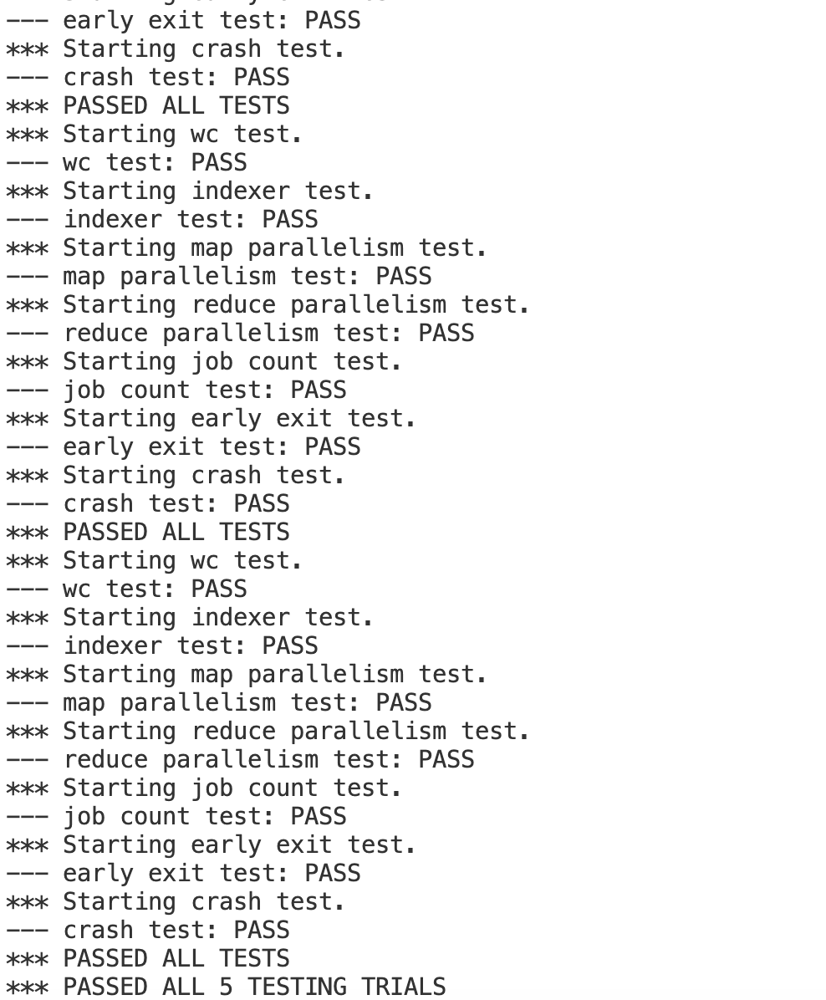 --- early exit test: PASS
*** Starting crash test.
--- crash test: PASS
*** PASSED ALL TESTS
*** Starting wc test.
--- wc test: PASS
*** Starting indexer test.
--- indexer test: PASS
*** Starting map parallelism test.
--- map parallelism test: PASS
*** Starting reduce parallelism test.
--- reduce parallelism test: PASS
*** Starting job count test.
--- job count test: PASS
*** Starting early exit test.
--- early exit test: PASS
*** Starting crash test.
--- crash test: PASS
*** PASSED ALL TESTS
*** Starting wc test.
--- wc test: PASS
*** Starting indexer test.
--- indexer test: PASS
*** Starting map parallelism test.
--- map parallelism test: PASS
*** Starting reduce parallelism test.
--- reduce parallelism test: PASS
*** Starting job count test.
--- job count test: PASS
*** Starting early exit test.
--- early exit test: PASS
*** Starting crash test.
--- crash test: PASS
*** PASSED ALL TESTS
*** PASSED ALL 5 TESTING TRIALS